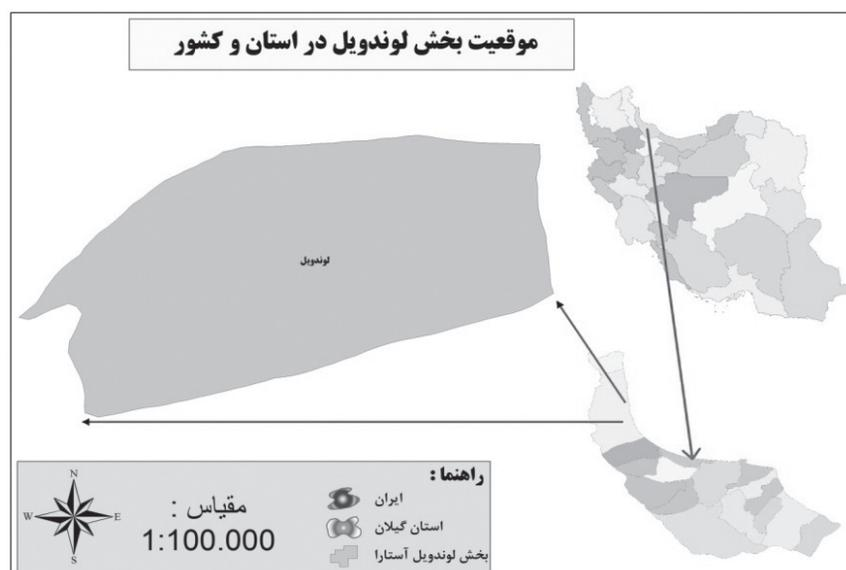 موقعیت بخش لوندویل در استان و کشور
لوندویل
راهنما :
ایران
استان گیلان
بخش لوندویل آستارا
مقیاس :
1:100.000
N
W E
S